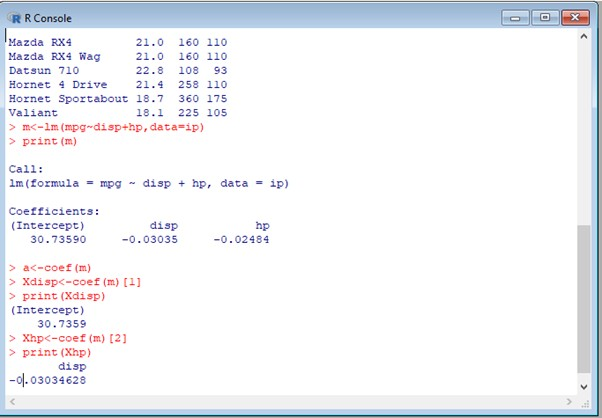 R Console
Mazda RX4 21.0 160 110
Mazda RX4 Wag 21.0 160 110
Datsun 710 22.8 108 93
Hornet 4 Drive 21.4 258 110
Hornet Sportabout 18.7 360 175
Valiant 18.1 225 105
> m<-lm(mpg~disp+hp,data=ip)
> print(m)
Call:
lm(formula = mpg ~ disp + hp, data = ip)
Coefficients:
(Intercept) disp hp
30.73590 -0.03035 -0.02484
> a<-coef(m)
> Xdisp<-coef(m)[1]
> print(Xdisp)
(Intercept)
30.7359
> Xhp<-coef(m)[2]
> print(Xhp)
disp
-0.03034628